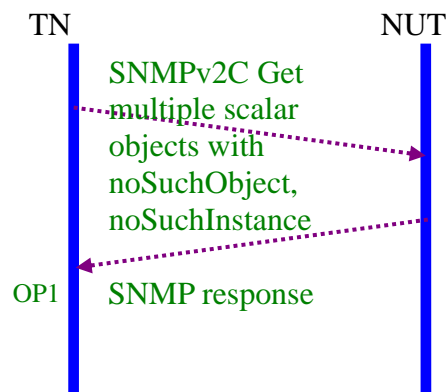 TN NUT
SNMPv2C Get
multiple scalar
objects with
noSuchObject,
noSuchInstance
OP1 SNMP response